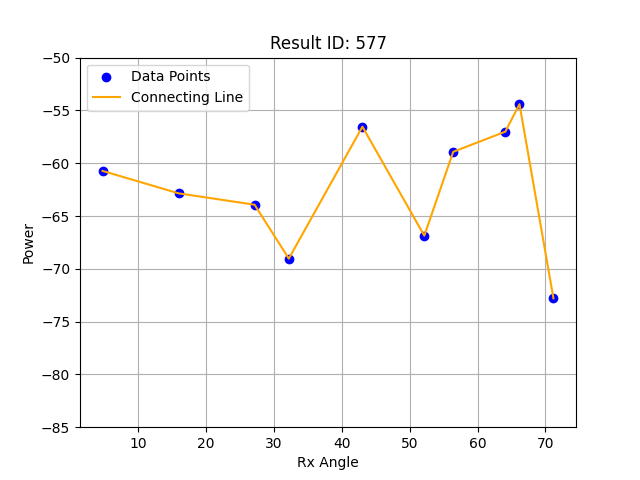 Result ID: 577
Data Points
Connecting Line
Power
−50
−55
−60
−65
−70
−75
−80
−85
10 20 30 40 50 60 70
Rx Angle